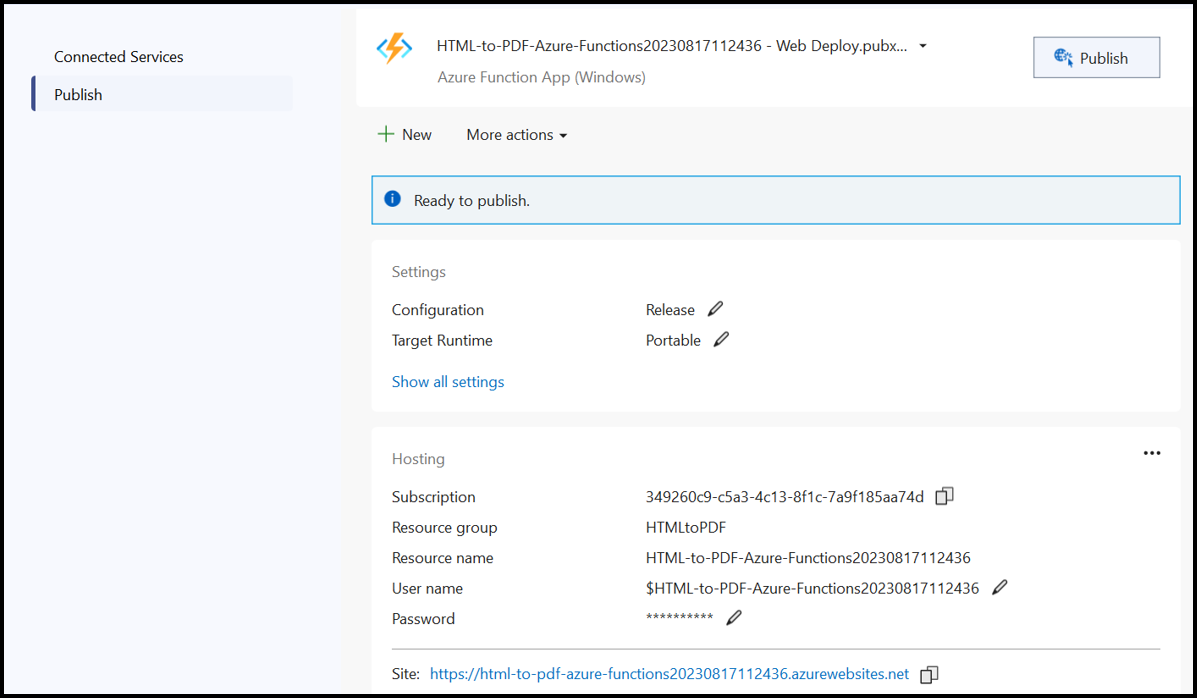 Connected Services
Publish
HTML-to-PDF-Azure-Functions20230817112436 - Web Deploy.pubx...
Azure Function App (Windows)
Publish
New
More actions
Ready to publish.
Settings
Configuration Release
Target Runtime Portable
Show all settings
Hosting
Subscription 349260c9-c5a3-4c13-8f1c-7a9f185aa74d
Resource group HTMLtoPDF
Resource name HTML-to-PDF-Azure-Functions20230817112436
User name $HTML-to-PDF-Azure-Functions20230817112436
Password **********
Site: https://html-to-pdf-azure-functions20230817112436.azurewebsites.net